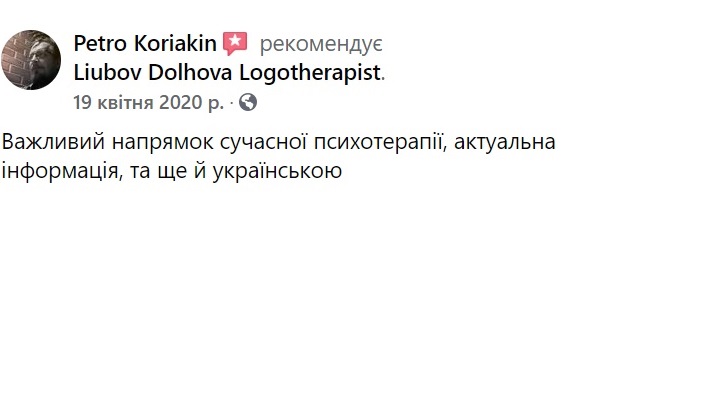 Petro Koriakin рекомендує
Liubov Dolhova Logotherapist.
19 квітня 2020 р. ·
Важливий напрямок сучасної психотерапії, актуальна
інформація, та ще й українською